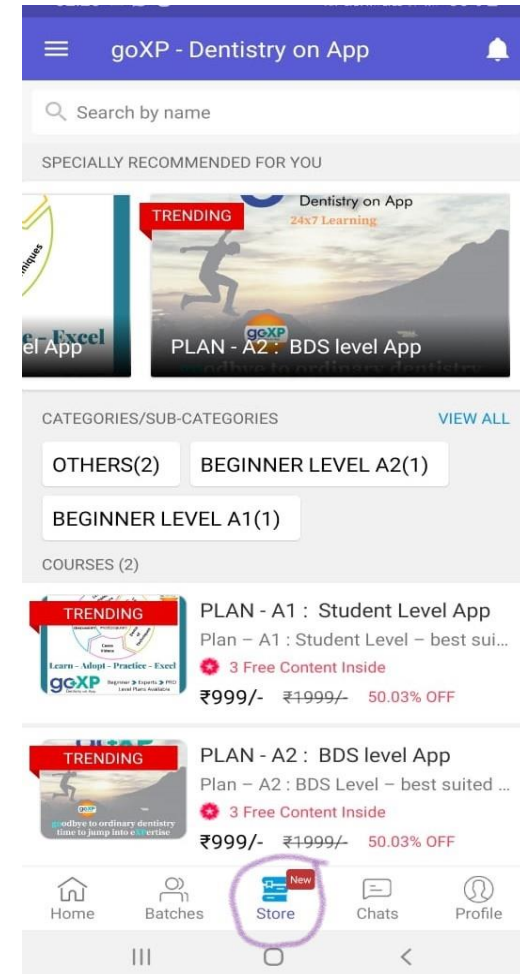 goXP - Dentistry on App
Search by name
SPECIALLY RECOMMENDED FOR YOU
TRENDING
Dentistry on App
24x7 Learning
e - Excel
el App
goXP
PLAN - A2 : BDS level App
CATEGORIES/SUB-CATEGORIES
VIEW ALL
OTHERS(2)
BEGINNER LEVEL A2(1)
BEGINNER LEVEL A1(1)
COURSES (2)
TRENDING
Learn - Adopt - Practice - Excel
goXP
PLAN - A1 : Student Level App
Plan – A1 : Student Level – best sui...
3 Free Content Inside
₹999/- ₹1999/- 50.03% OFF
TRENDING
goodbye to ordinary dentistry
time to jump into eXPertise
PLAN - A2 : BDS level App
Plan – A2 : BDS Level – best suited ...
3 Free Content Inside
₹999/- ₹1999/- 50.03% OFF
New
Home
Batches
Store
Chats
Profile